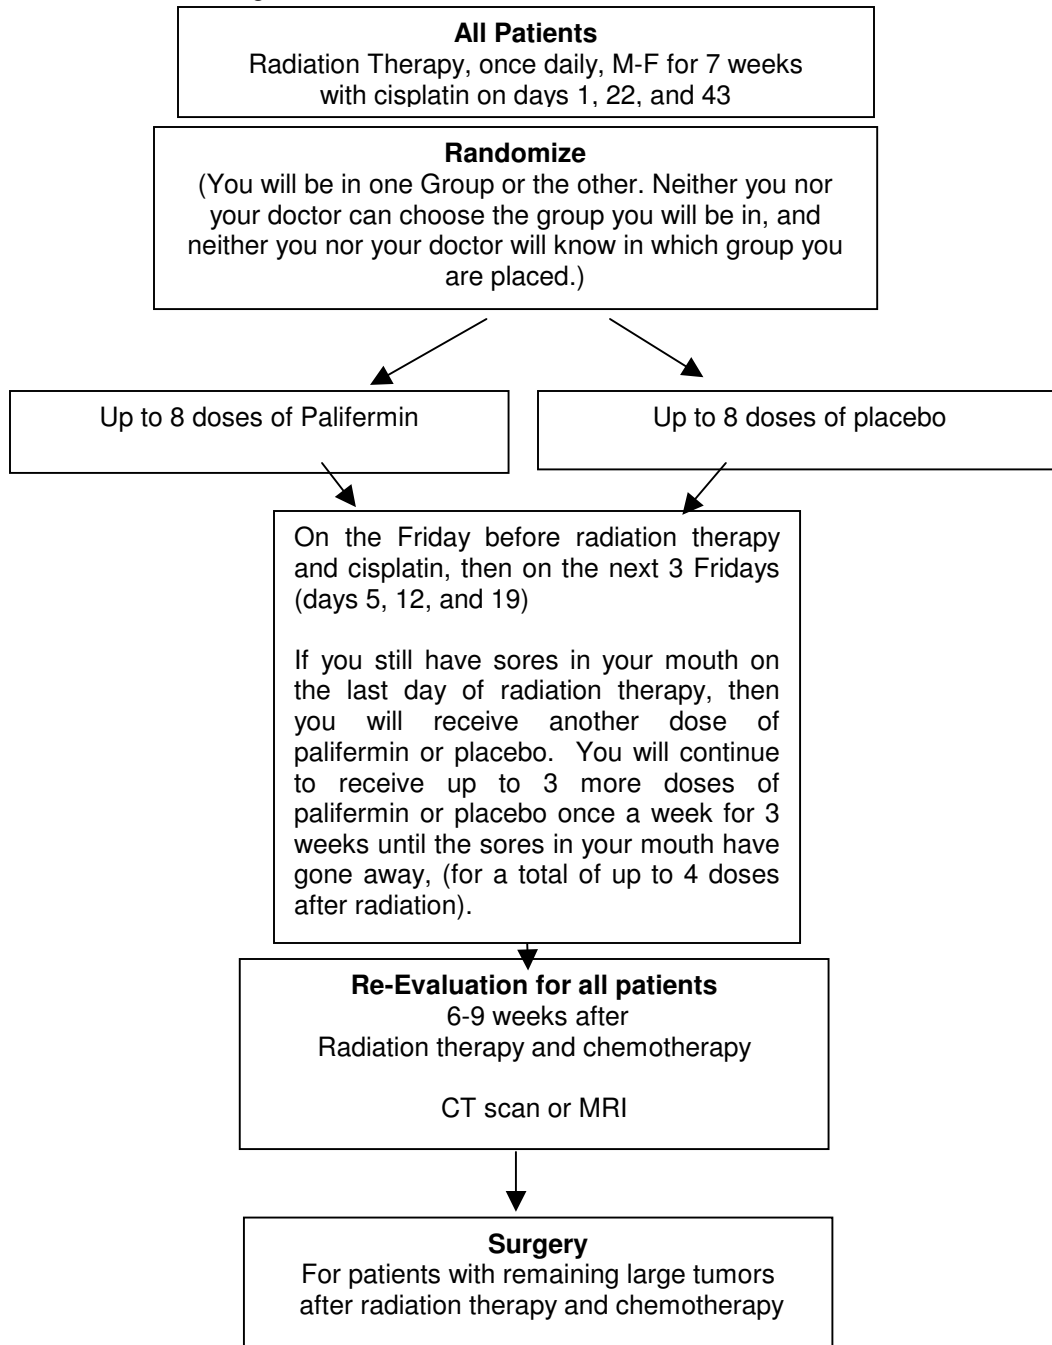 All Patients
Radiation Therapy, once daily, M-F for 7 weeks
with cisplatin on days 1, 22, and 43
Randomize
(You will be in one Group or the other. Neither you nor
your doctor can choose the group you will be in, and
neither you nor your doctor will know in which group you
are placed.)
Up to 8 doses of Palifermin
Up to 8 doses of placebo
On the Friday before radiation therapy
and cisplatin, then on the next 3 Fridays
(days 5, 12, and 19)
If you still have sores in your mouth on
the last day of radiation therapy, then
you will receive another dose of
palifermin or placebo. You will continue
to receive up to 3 more doses of
palifermin or placebo once a week for 3
weeks until the sores in your mouth have
gone away, (for a total of up to 4 doses
after radiation).
Re-Evaluation for all patients
6-9 weeks after
Radiation therapy and chemotherapy
CT scan or MRI
Surgery
For patients with remaining large tumors
after radiation therapy and chemotherapy